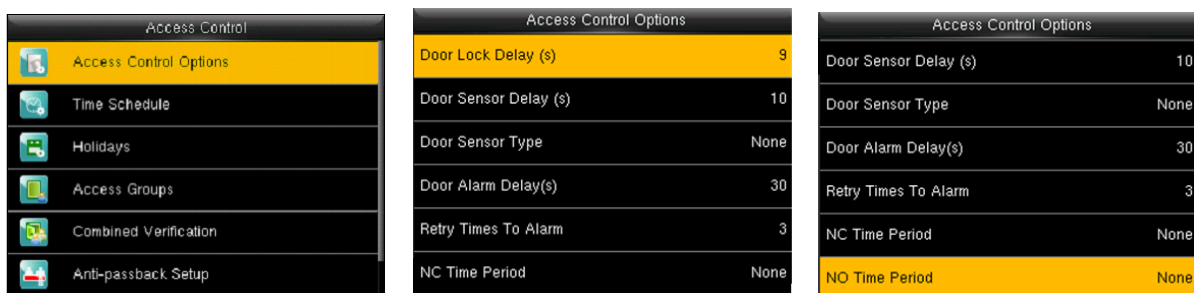 Access Control
Access Control Options
Time Schedule
Holidays
Access Groups
Combined Verification
Anti-passback Setup
Access Control Options
Door Lock Delay (s) 9
Door Sensor Delay (s) 10
Door Sensor Type None
Door Alarm Delay(s) 30
Retry Times To Alarm 3
NC Time Period None
Access Control Options
Door Sensor Delay (s) 10
Door Sensor Type None
Door Alarm Delay(s) 30
Retry Times To Alarm 3
NC Time Period None
NO Time Period None